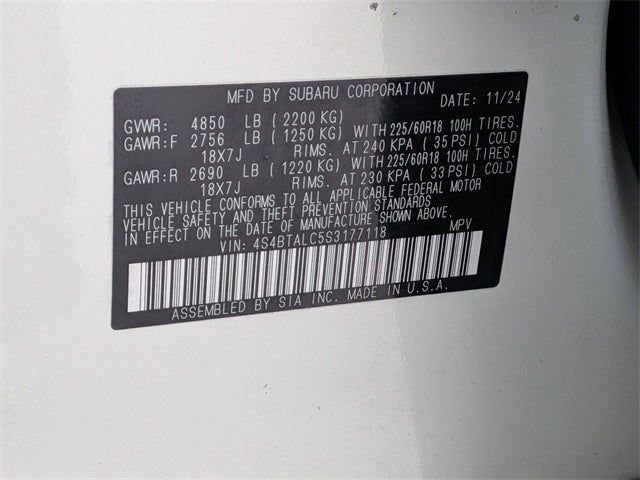 MFD BY SUBARU CORPORATION
DATE: 11/24
GVWR: 4850 LB ( 2200 KG)
GAWR:F 2756 LB ( 1250 KG) WITH 225/60R18 100H TIRES.
18X7J RIMS. AT 240 KPA ( 35 PSI) COLD
GAWR:R 2690 LB ( 1220 KG) WITH 225/60R18 100H TIRES.
18X7J RIMS. AT 230 KPA ( 33 PSI) COLD
THIS VEHICLE CONFORMS TO ALL APPLICABLE FEDERAL MOTOR
VEHICLE SAFETY AND THEFT PREVENTION STANDARDS IN EFFECT
ON THE DATE OF MANUFACTURE SHOWN ABOVE.
VIN: 4S4BTALC5S3177118 MPV
ASSEMBLED BY SIA INC. MADE IN U.S.A.